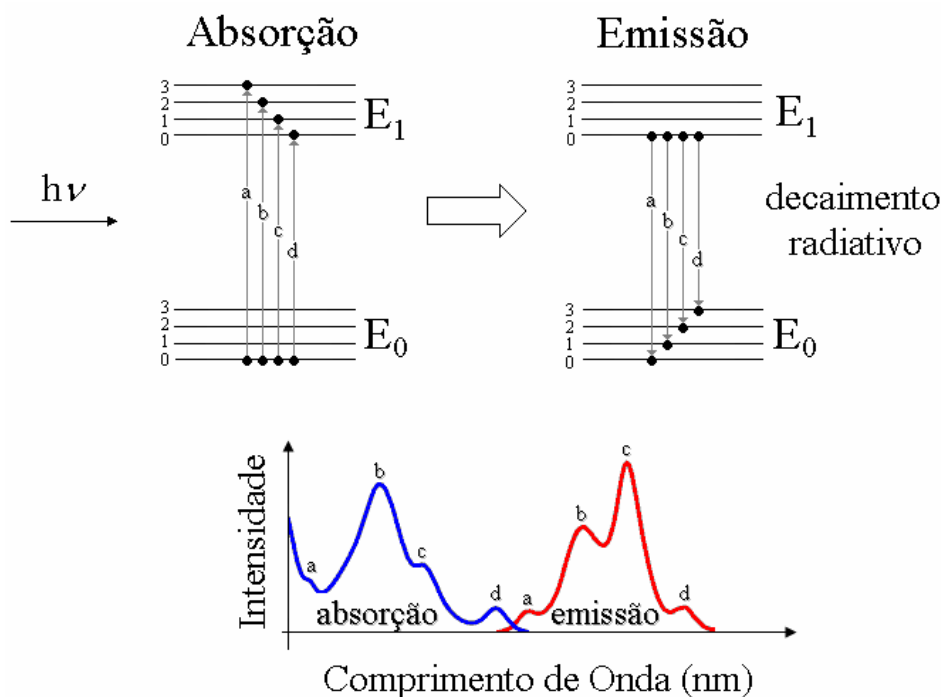 Absorção
Emissão
3
2
1
0
E1
3
2
1
0
E1
hν
a
b
c
d
a
b
c
d
decaimento
radiativo
3
2
1
0
E0
3
2
1
0
E0
Intensidade
a
b
c
d
a
b
c
d
absorção
emissão
Comprimento de Onda (nm)